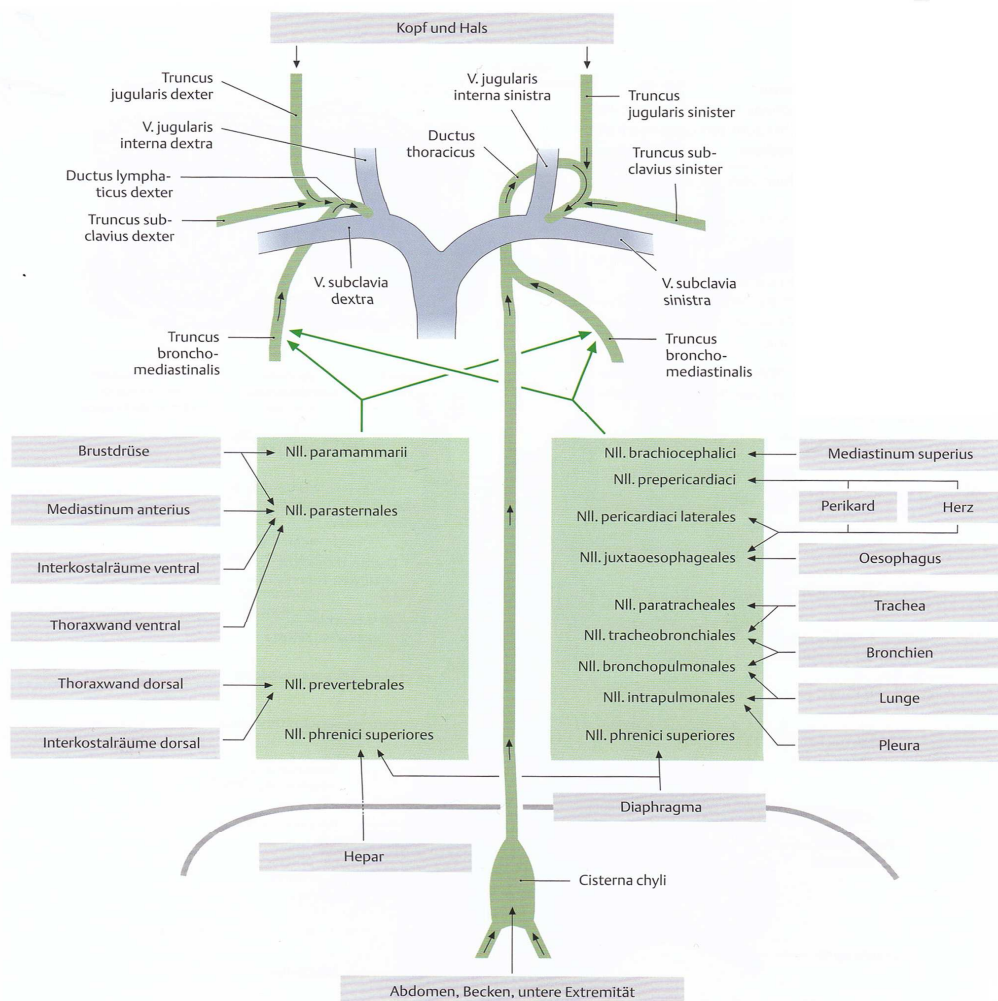 Kopf und Hals
Truncus
jugularis dexter
V. jugularis
interna sinistra
Truncus
jugularis sinister
V. jugularis
interna dextra
Ductus
thoracicus
Truncus sub-
clavius sinister
Ductus lympha-
ticus dexter
Truncus sub-
clavius dexter
V. subclavia
dextra
V. subclavia
sinistra
Truncus
broncho-
mediastinalis
Truncus
broncho-
mediastinalis
Brustdrüse
Mediastinum anterius
Interkostalräume ventral
Thoraxwand ventral
Thoraxwand dorsal
Interkostalräume dorsal
Nll. paramammarii
Nll. parasternales
Nll. prevertebrales
Nll. phrenici superiores
Nll. brachiocephalici
Nll. prepericardiaci
Nll. pericardiaci laterales
Nll. juxtaoesophageales
Nll. paratracheales
Nll. tracheobronchiales
Nll. bronchopulmonales
Nll. intrapulmonales
Nll. phrenici superiores
Mediastinum superius
Perikard
Herz
Oesophagus
Trachea
Bronchien
Lunge
Pleura
Diaphragma
Hepar
Cisterna chyli
Abdomen, Becken, untere Extremität